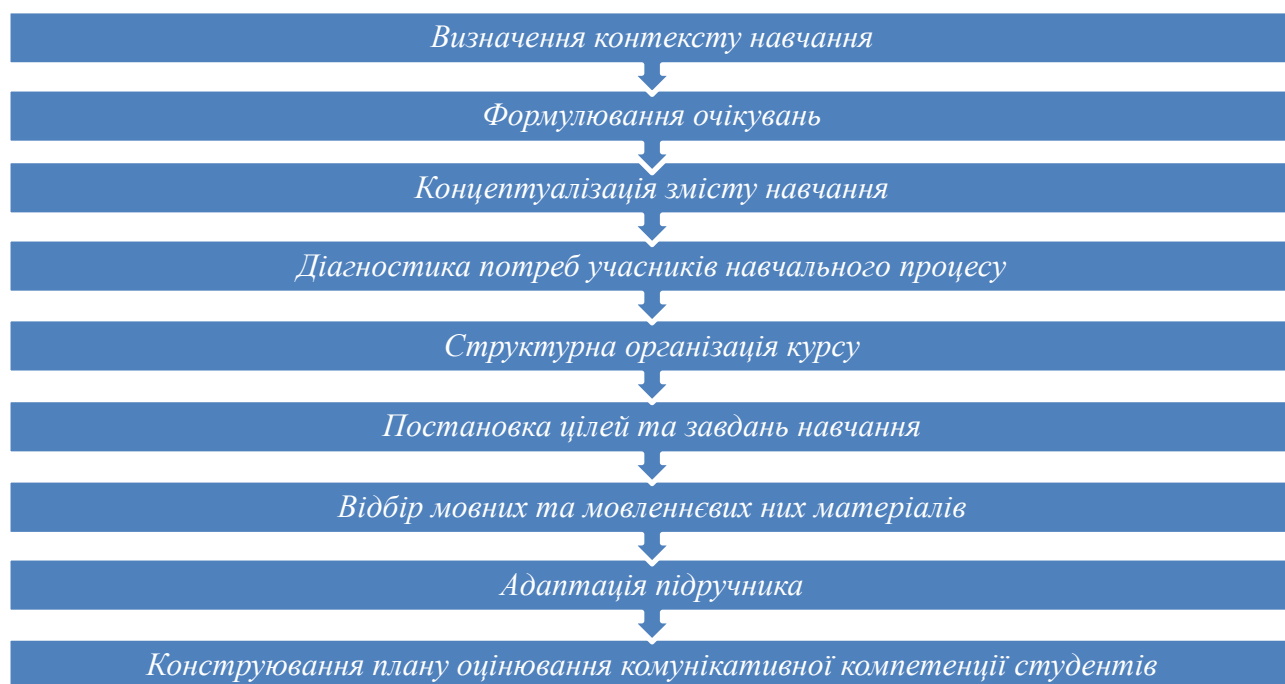 Визначення контексту навчання
Формулювання очікувань
Концептуалізація змісту навчання
Діагностика потреб учасників навчального процесу
Структурна організація курсу
Постановка цілей та завдань навчання
Відбір мовних та мовленнєвих них матеріалів
Адаптація підручника
Конструювання плану оцінювання комунікативної компетенції студентів